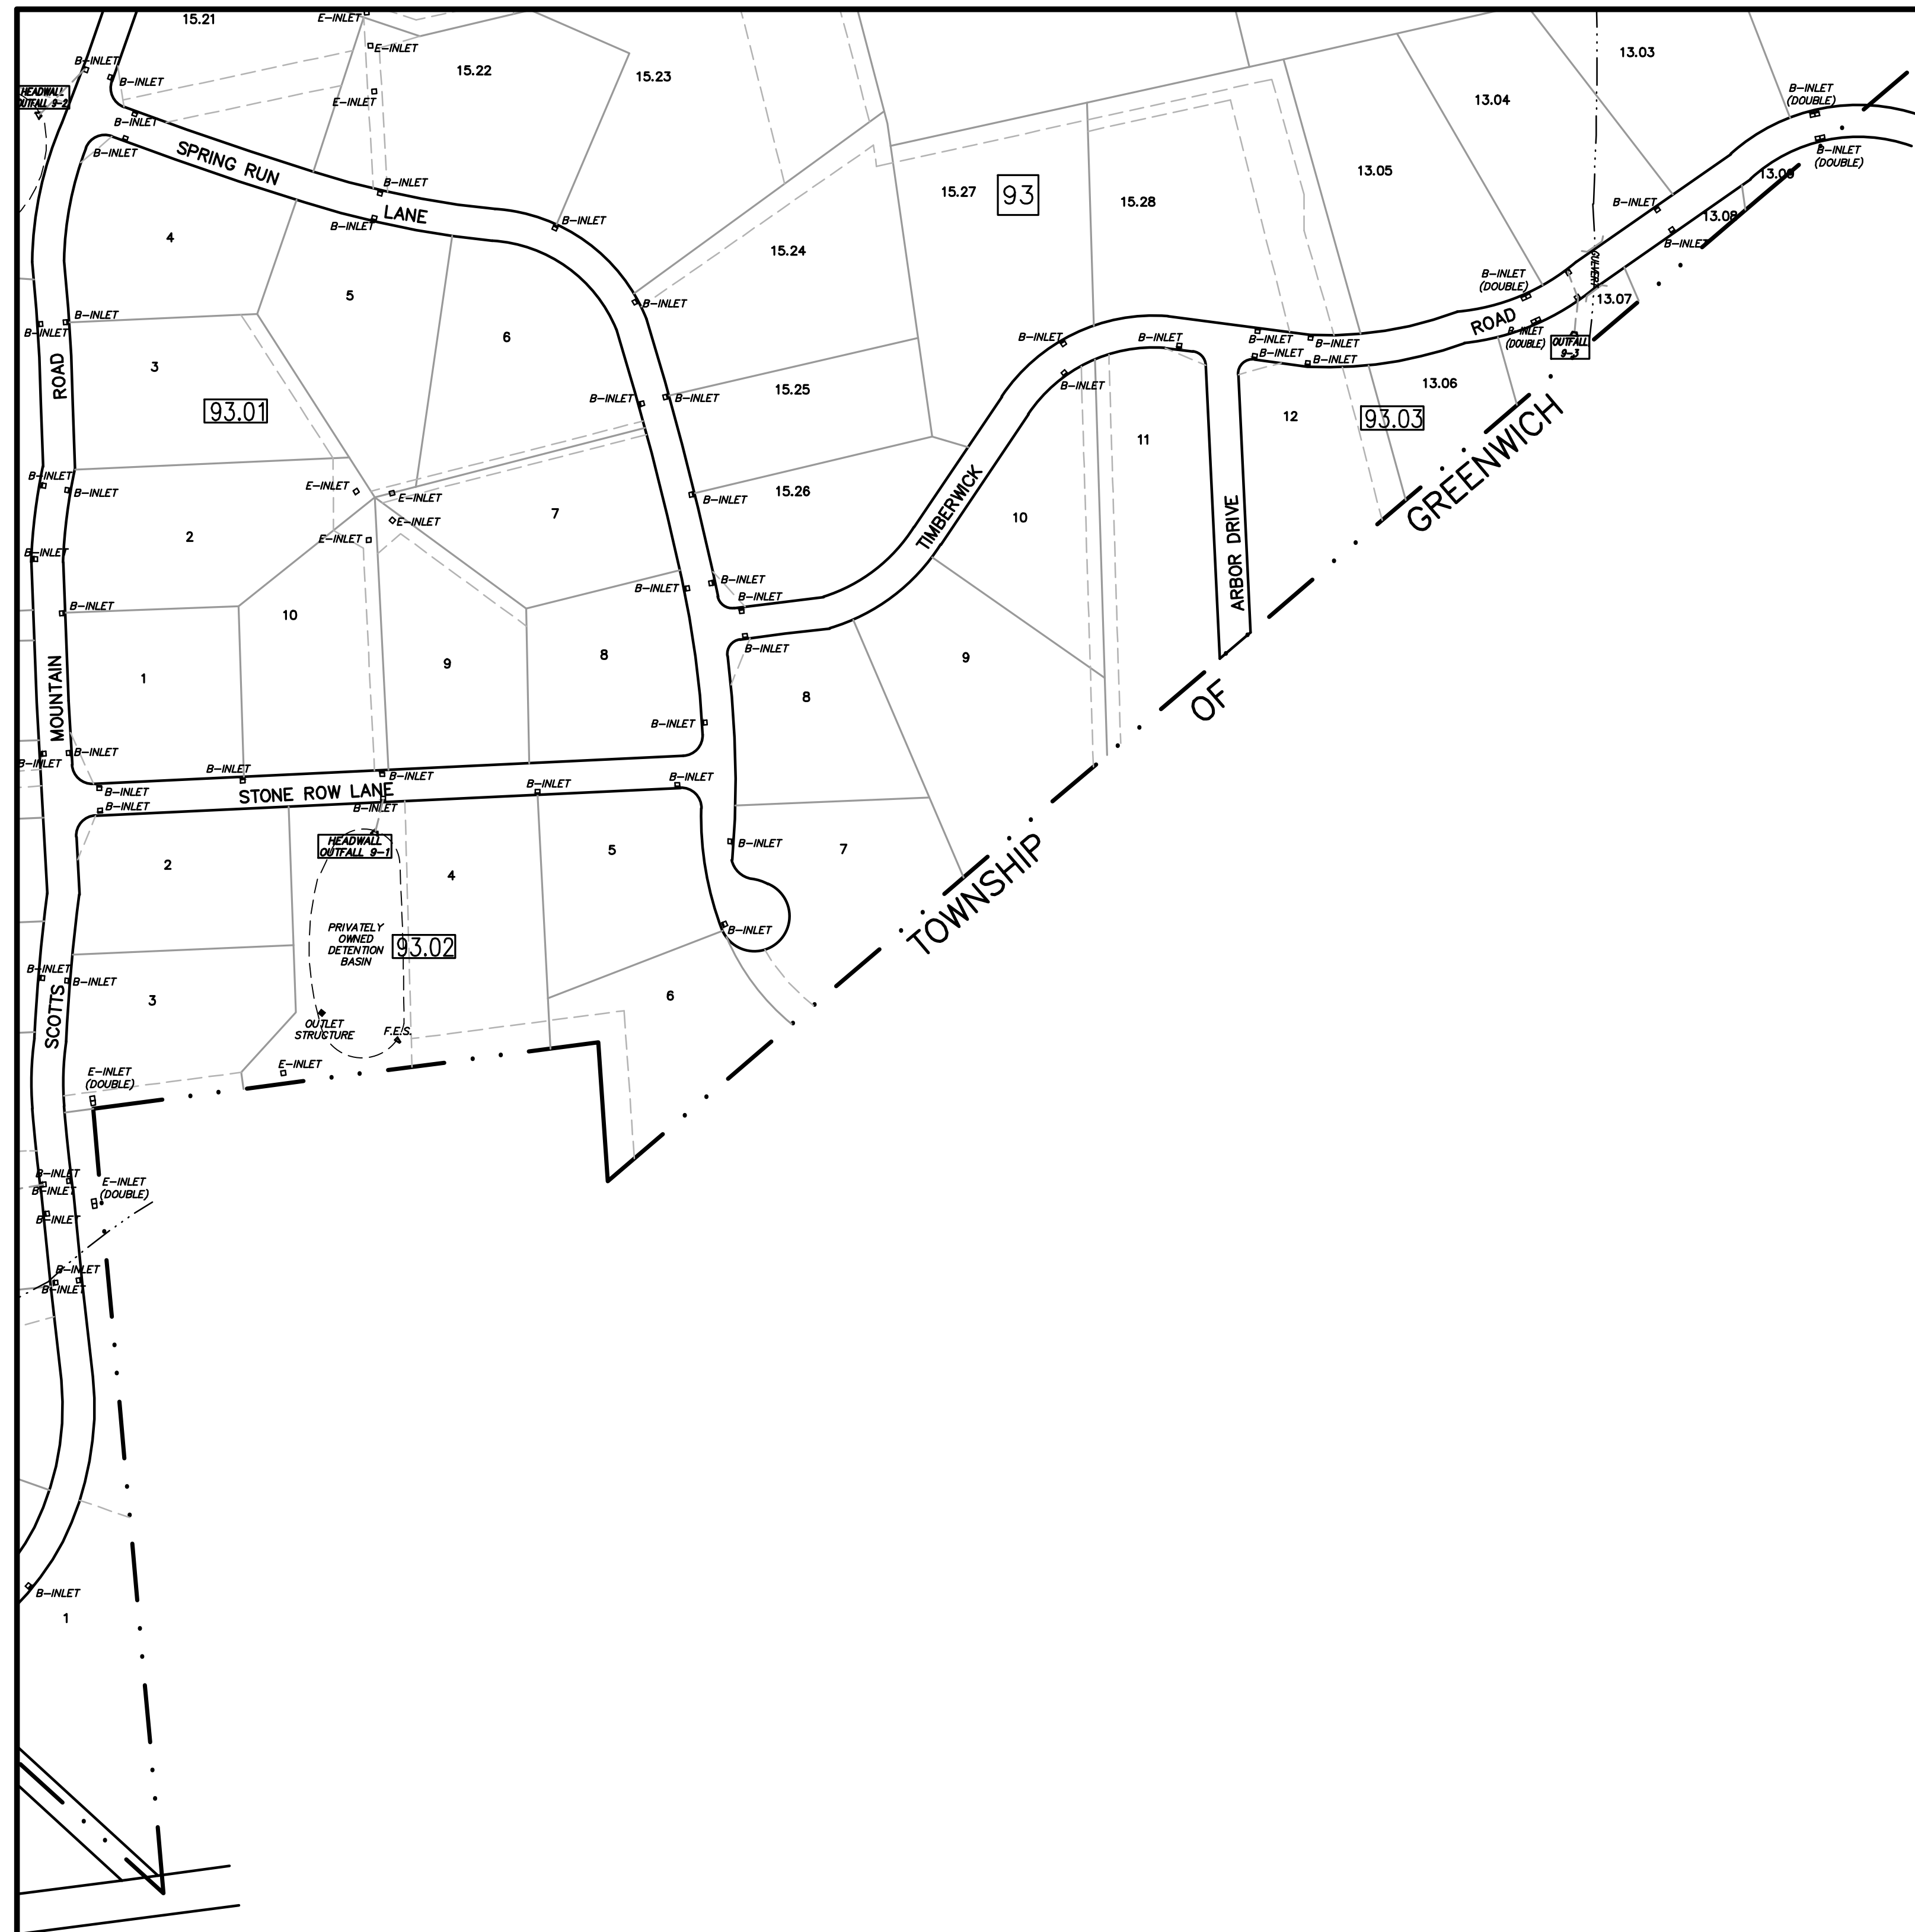 15.21
E-INLET
E-INLET
15.22
15.23
13.03
B-INLET
B-INLET
HEADWALL
OUTFALL 9-2
E-INLET
13.04
B-INLET
(DOUBLE)
B-INLET
B-INLET
SPRING RUN
B-INLET
(DOUBLE)
13.05
13.09
B-INLET
15.27
93
15.28
B-INLET
LANE
B-INLET
B-INLET
B-INLET
13.08
4
15.24
B-INLET
CULVERT
B-INLET
(DOUBLE)
5
B-INLET
13.07
B-INLET
B-INLET
6
ROAD
B-INLET
(DOUBLE)
OUTFALL
9-3
B-INLET
B-INLET
B-INLET
B-INLET
B-INLET
B-INLET
3
ROAD
B-INLET
13.06
15.25
B-INLET
B-INLET
93.01
12
93.03
GREENWICH
11
B-INLET
B-INLET
E-INLET
E-INLET
B-INLET
15.26
TIMBERWICK
7
10
E-INLET
2
E-INLET
ARBOR DRIVE
B-INLET
B-INLET
B-INLET
B-INLET
B-INLET
10
B-INLET
9
8
9
1
MOUNTAIN
8
OF
B-INLET
B-INLET
B-INLET
B-INLET
B-INLET
B-INLET
B-INLET
B-INLET
STONE ROW LANE
B-INLET
B-INLET
HEADWALL
OUTFALL 9-1
B-INLET
7
5
2
4
TOWNSHIP
PRIVATELY
OWNED
DETENTION
BASIN
93.02
B-INLET
B-INLET
B-INLET
3
6
SCOTTS
OUTLET
STRUCTURE
F.E.S.
E-INLET
E-INLET
(DOUBLE)
B-INLET
B-INLET
E-INLET
(DOUBLE)
B-INLET
B-INLET
B-INLET
B-INLET
1